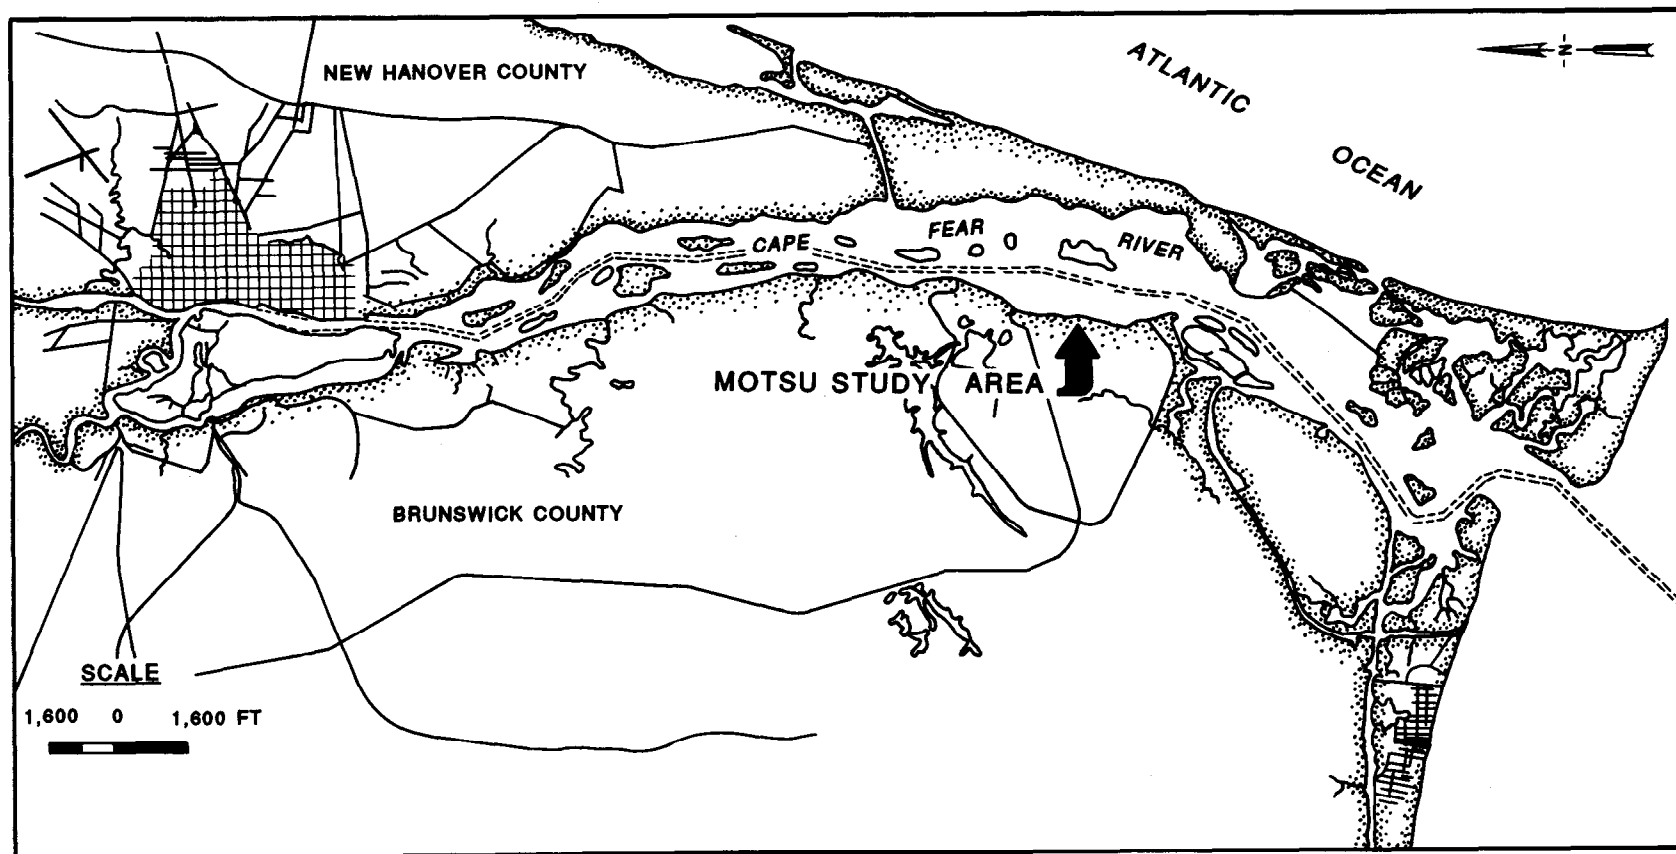 NEW HANOVER COUNTY
ATLANTIC
OCEAN
N
CAPE
FEAR
RIVER
MOTSU STUDY AREA
BRUNSWICK COUNTY
SCALE
1,600 0 1,600 FT